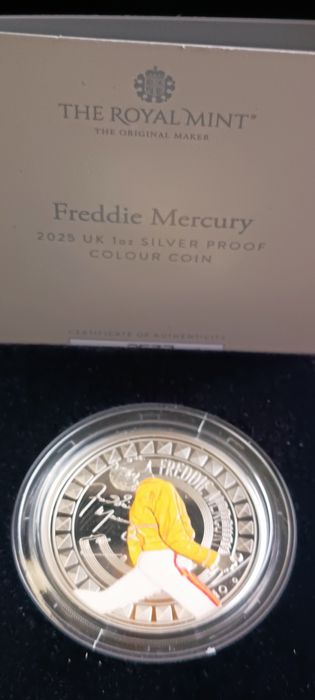 THE ROYAL MINT®
THE ORIGINAL MAKER
Freddie Mercury
2025 UK 1oz SILVER PROOF
COLOUR COIN
CERTIFICATE OF AUTHENTICITY
FREDDIE MERCURY